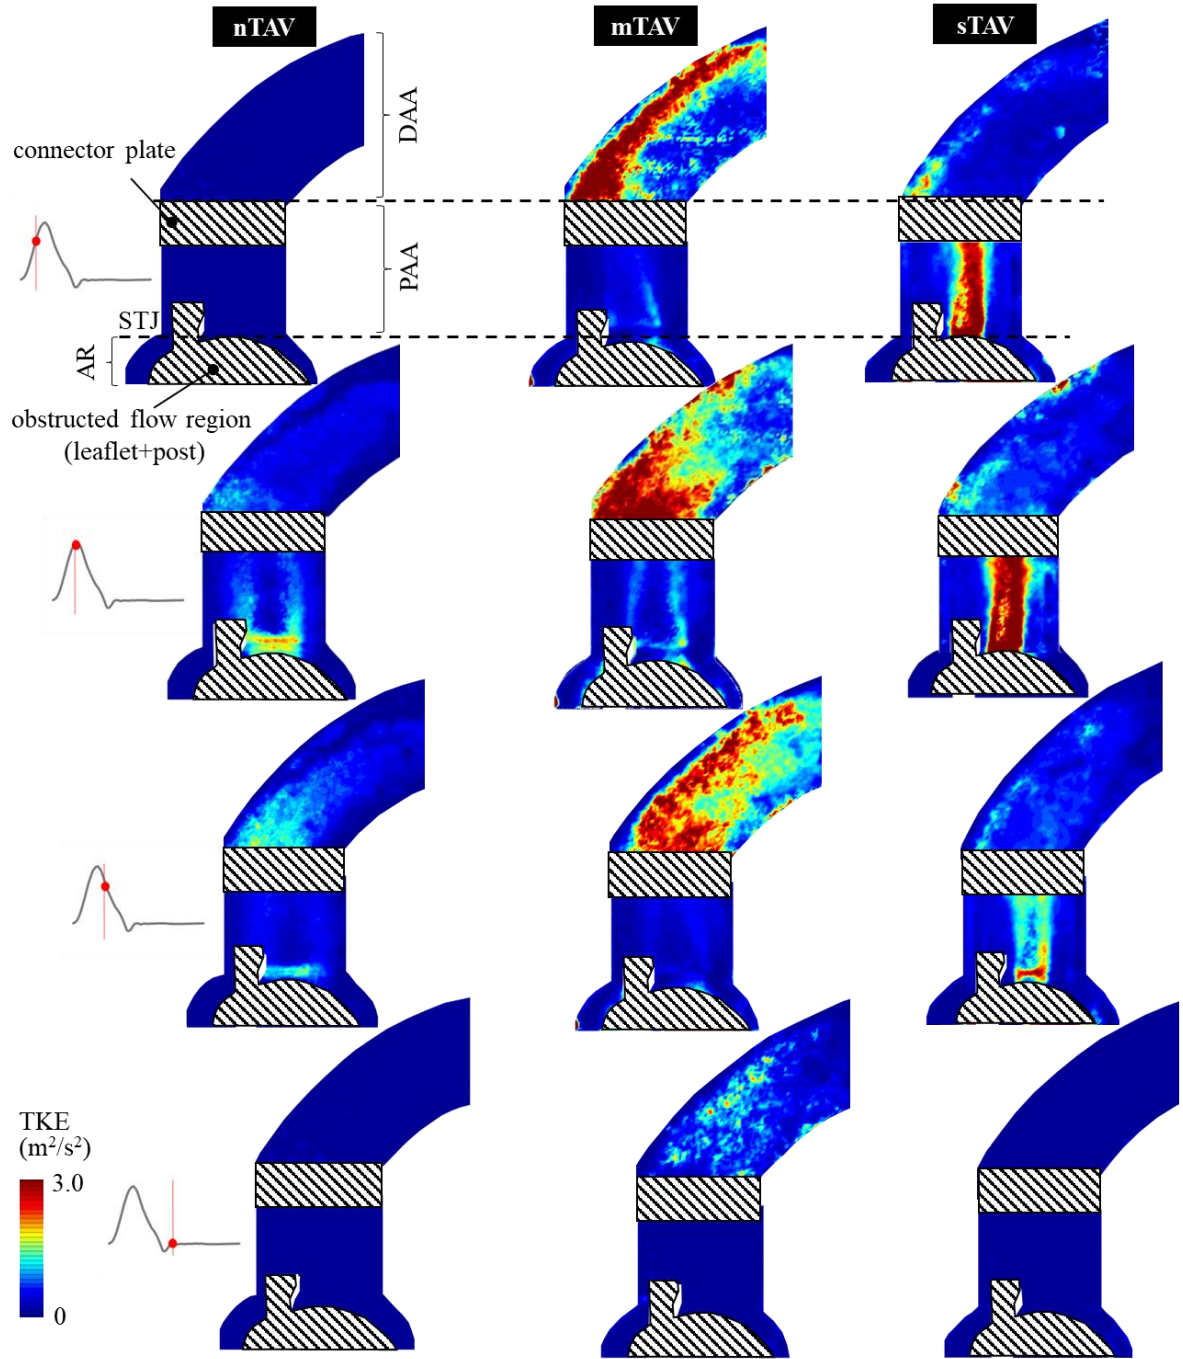 nTAV
mTAV
sTAV
DAA
connector plate
PAA
STJ
AR
obstructed flow region
(leaflet+post)
TKE
(m²/s²)
3.0
0